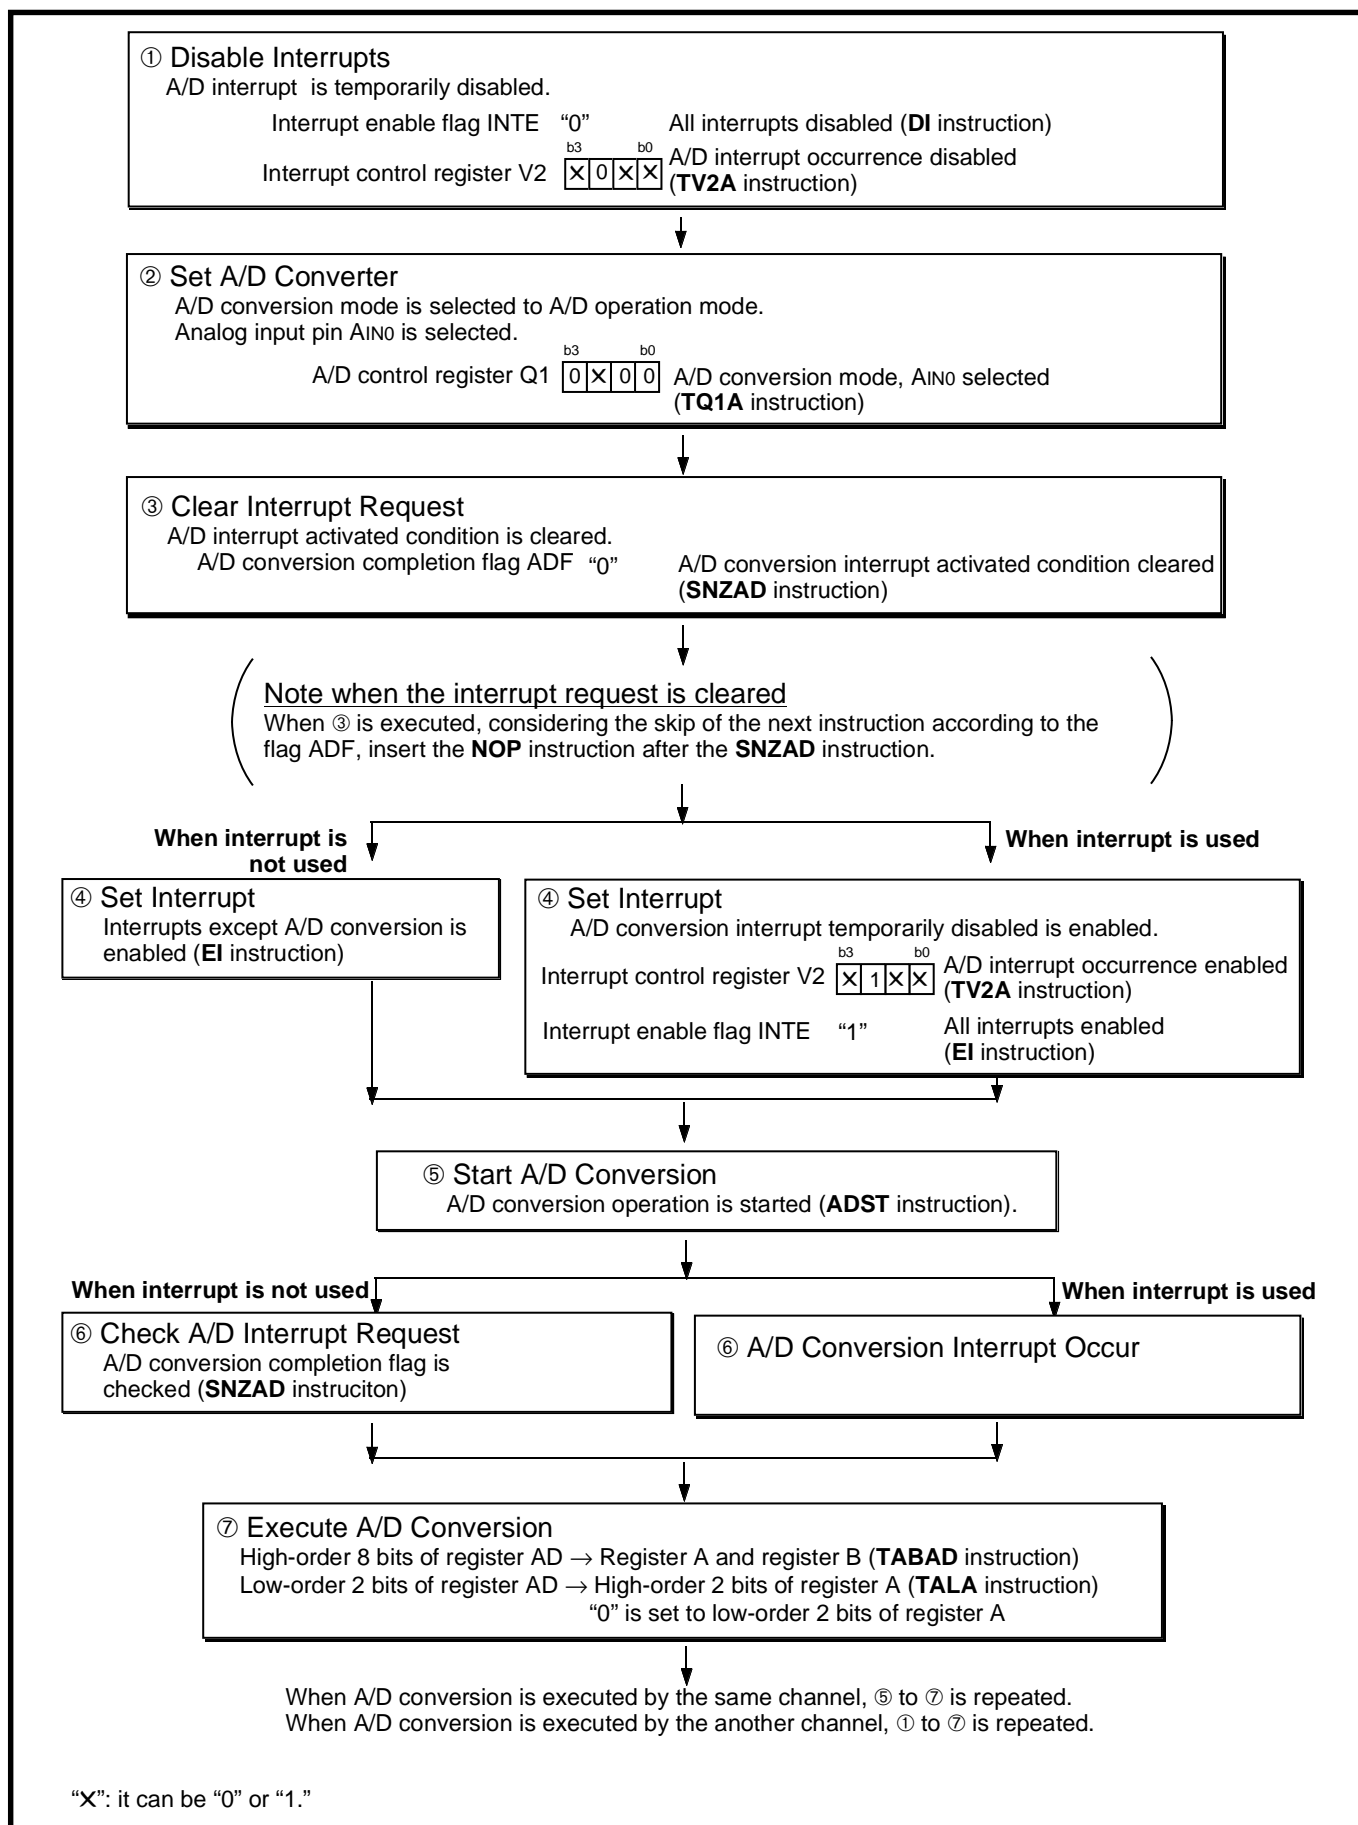 ① Disable Interrupts
A/D interrupt is temporarily disabled.
Interrupt enable flag INTE “0” All interrupts disabled (DI instruction)
b3 b0
Interrupt control register V2 X 0 X X A/D interrupt occurrence disabled
(TV2A instruction)
② Set A/D Converter
A/D conversion mode is selected to A/D operation mode.
Analog input pin AIN0 is selected.
b3 b0
A/D control register Q1 0 X 0 0 A/D conversion mode, AIN0 selected
(TQ1A instruction)
③ Clear Interrupt Request
A/D interrupt activated condition is cleared.
A/D conversion completion flag ADF “0” A/D conversion interrupt activated condition cleared
(SNZAD instruction)
Note when the interrupt request is cleared
When ③ is executed, considering the skip of the next instruction according to the
flag ADF, insert the NOP instruction after the SNZAD instruction.
When interrupt is
not used
When interrupt is used
④ Set Interrupt
Interrupts except A/D conversion is
enabled (EI instruction)
④ Set Interrupt
A/D conversion interrupt temporarily disabled is enabled.
b3 b0
Interrupt control register V2 X 1 X X A/D interrupt occurrence enabled
(TV2A instruction)
Interrupt enable flag INTE “1” All interrupts enabled
(EI instruction)
⑤ Start A/D Conversion
A/D conversion operation is started (ADST instruction).
When interrupt is not used
When interrupt is used
⑥ Check A/D Interrupt Request
A/D conversion completion flag is
checked (SNZAD instruciton)
⑥ A/D Conversion Interrupt Occur
⑦ Execute A/D Conversion
High-order 8 bits of register AD → Register A and register B (TABAD instruction)
Low-order 2 bits of register AD → High-order 2 bits of register A (TALA instruction)
“0” is set to low-order 2 bits of register A
When A/D conversion is executed by the same channel, ⑤ to ⑦ is repeated.
When A/D conversion is executed by the another channel, ① to ⑦ is repeated.
“X”: it can be “0” or “1.”